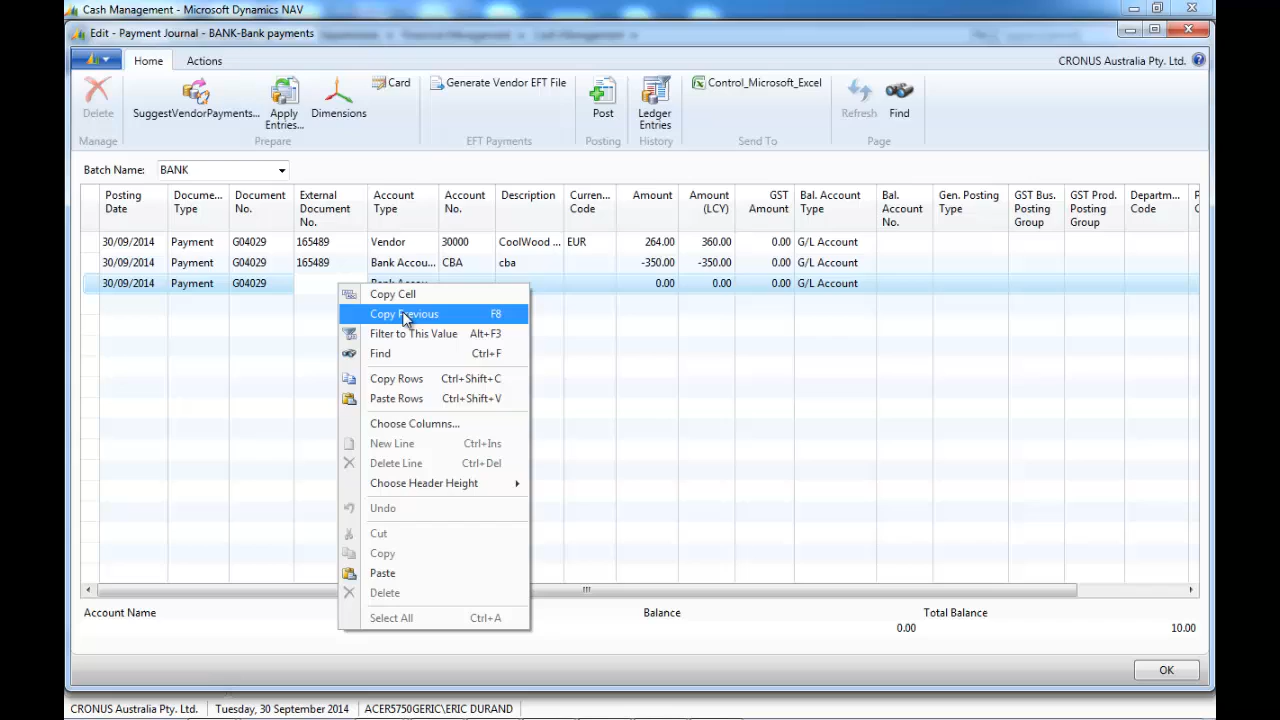 Cash Management - Microsoft Dynamics NAV
Edit - Payment Journal - BANK-Bank payments
Home Actions CRONUS Australia Pty. Ltd.
Delete SuggestVendorPayments... Apply Entries... Dimensions Card Generate Vendor EFT File Post Ledger Entries Control_Microsoft_Excel Refresh Find
Manage Prepare EFT Payments Posting History Send To Page
Batch Name: BANK
Posting Date Docume... Type Document No. External Document No. Account Type Account No. Description Curren... Code Amount Amount (LCY) GST Amount Bal. Account Type Bal. Account No. Gen. Posting Type GST Bus. Posting Group GST Prod. Posting Group Departm... Code
30/09/2014 Payment G04029 165489 Vendor 30000 CoolWood ... EUR 264.00 360.00 0.00 G/L Account
30/09/2014 Payment G04029 165489 Bank Accou... CBA cba -350.00 -350.00 0.00 G/L Account
30/09/2014 Payment G04029 0.00 0.00 0.00 G/L Account
Copy Cell
Copy Previous F8
Filter to This Value Alt+F3
Find Ctrl+F
Copy Rows Ctrl+Shift+C
Paste Rows Ctrl+Shift+V
Choose Columns...
New Line Ctrl+Ins
Delete Line Ctrl+Del
Choose Header Height
Undo
Cut
Copy
Paste
Delete
Select All Ctrl+A
Account Name Balance Total Balance
0.00 10.00
OK
CRONUS Australia Pty. Ltd. Tuesday, 30 September 2014 ACER5750GERIC\ERIC DURAND